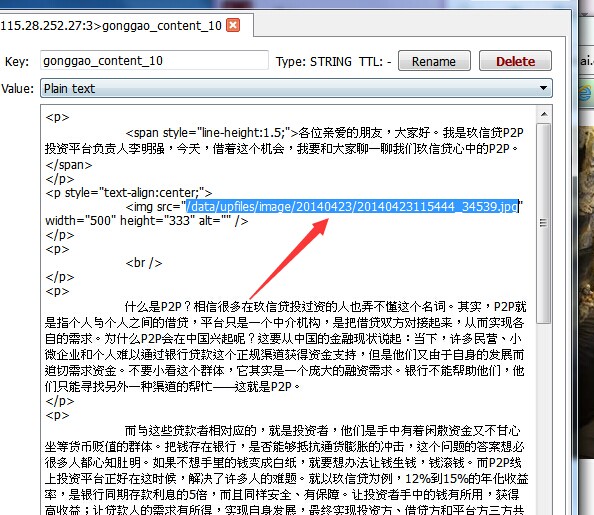 115.28.252.27:3>gonggao_content_10
Key: gonggao_content_10 Type: STRING TTL: - Rename Delete
Value: Plain text
<p>
<span style="line-height:1.5;">各位亲爱的朋友，大家好。我是玖信贷P2P
投资平台负责人李明强，今天，借着这个机会，我要和大家聊一聊我们玖信贷心中的P2P。
</span>
</p>
<p style="text-align:center;">
<img src="/data/upfiles/image/20140423/20140423115444_34539.jpg"
width="500" height="333" alt="" />
</p>
<p>
<br />
</p>
<p>
什么是P2P？相信很多在玖信贷投过资的人也弄不懂这个名词。其实，P2P就
是指个人与个人之间的借贷，平台只是一个中介机构，是把借贷双方对接起来，从而实现各
自的需求。为什么P2P会在中国兴起呢？这要从中国的金融现状说起：当下，许多民营、小
微企业和个人难以通过银行贷款这个正规渠道获得资金支持，但是他们又由于自身的发展而
迫切需求资金。不要小看这个群体，它其实是一个庞大的融资需求。银行不能帮助他们，他
们只能寻找另外一种渠道的帮忙——这就是P2P。
</p>
<p>
而与这些贷款者相对应的，就是投资者，他们是手中有着闲散资金又不甘心
坐等货币贬值的群体。把钱存在银行，是否能够抵抗通货膨胀的冲击，这个问题的答案想必
很多人都心知肚明。如果不想手里的钱变成白纸，就要想办法让钱生钱，钱滚钱。而P2P线
上投资平台正好在这时候，解决了许多人的难题。就以玖信贷为例，12%到15%的年化收益
率，是银行同期存款利息的5倍，而且同样安全、有保障。让投资者手中的钱有所用，获得
高收益；让贷款人的需求有所得，实现自身发展，最终实现投资方、借贷方和平台方三方共
ai.